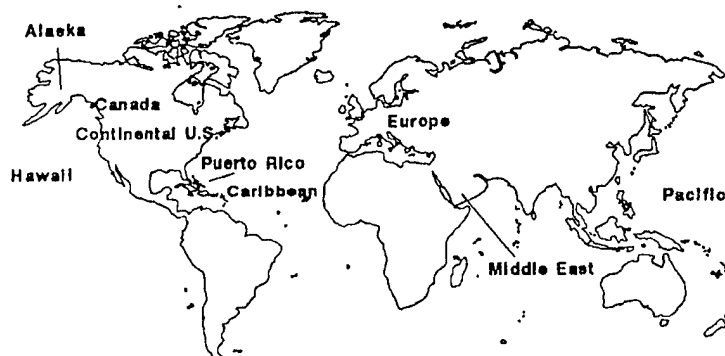 Alaska
Canada
Continental U.S.
Europe
Puerto Rico
Hawaii
Caribbean
Pacific
Middle East